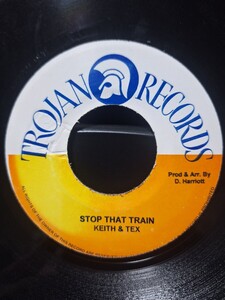 TROJAN RECORDS
Prod & Arr. By
D. Harriott
STOP THAT TRAIN
KEITH & TEX